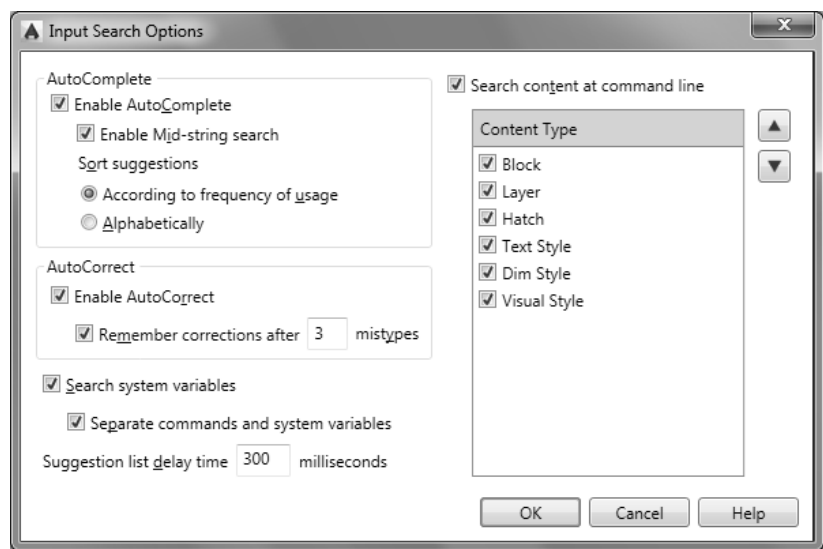 Input Search Options
AutoComplete
Enable AutoComplete
Enable Mid-string search
Sort suggestions
According to frequency of usage
Alphabetically
AutoCorrect
Enable AutoCorrect
Remember corrections after 3 mistypes
Search system variables
Separate commands and system variables
Suggestion list delay time 300 milliseconds
Search content at command line
Content Type
Block
Layer
Hatch
Text Style
Dim Style
Visual Style
OK Cancel Help